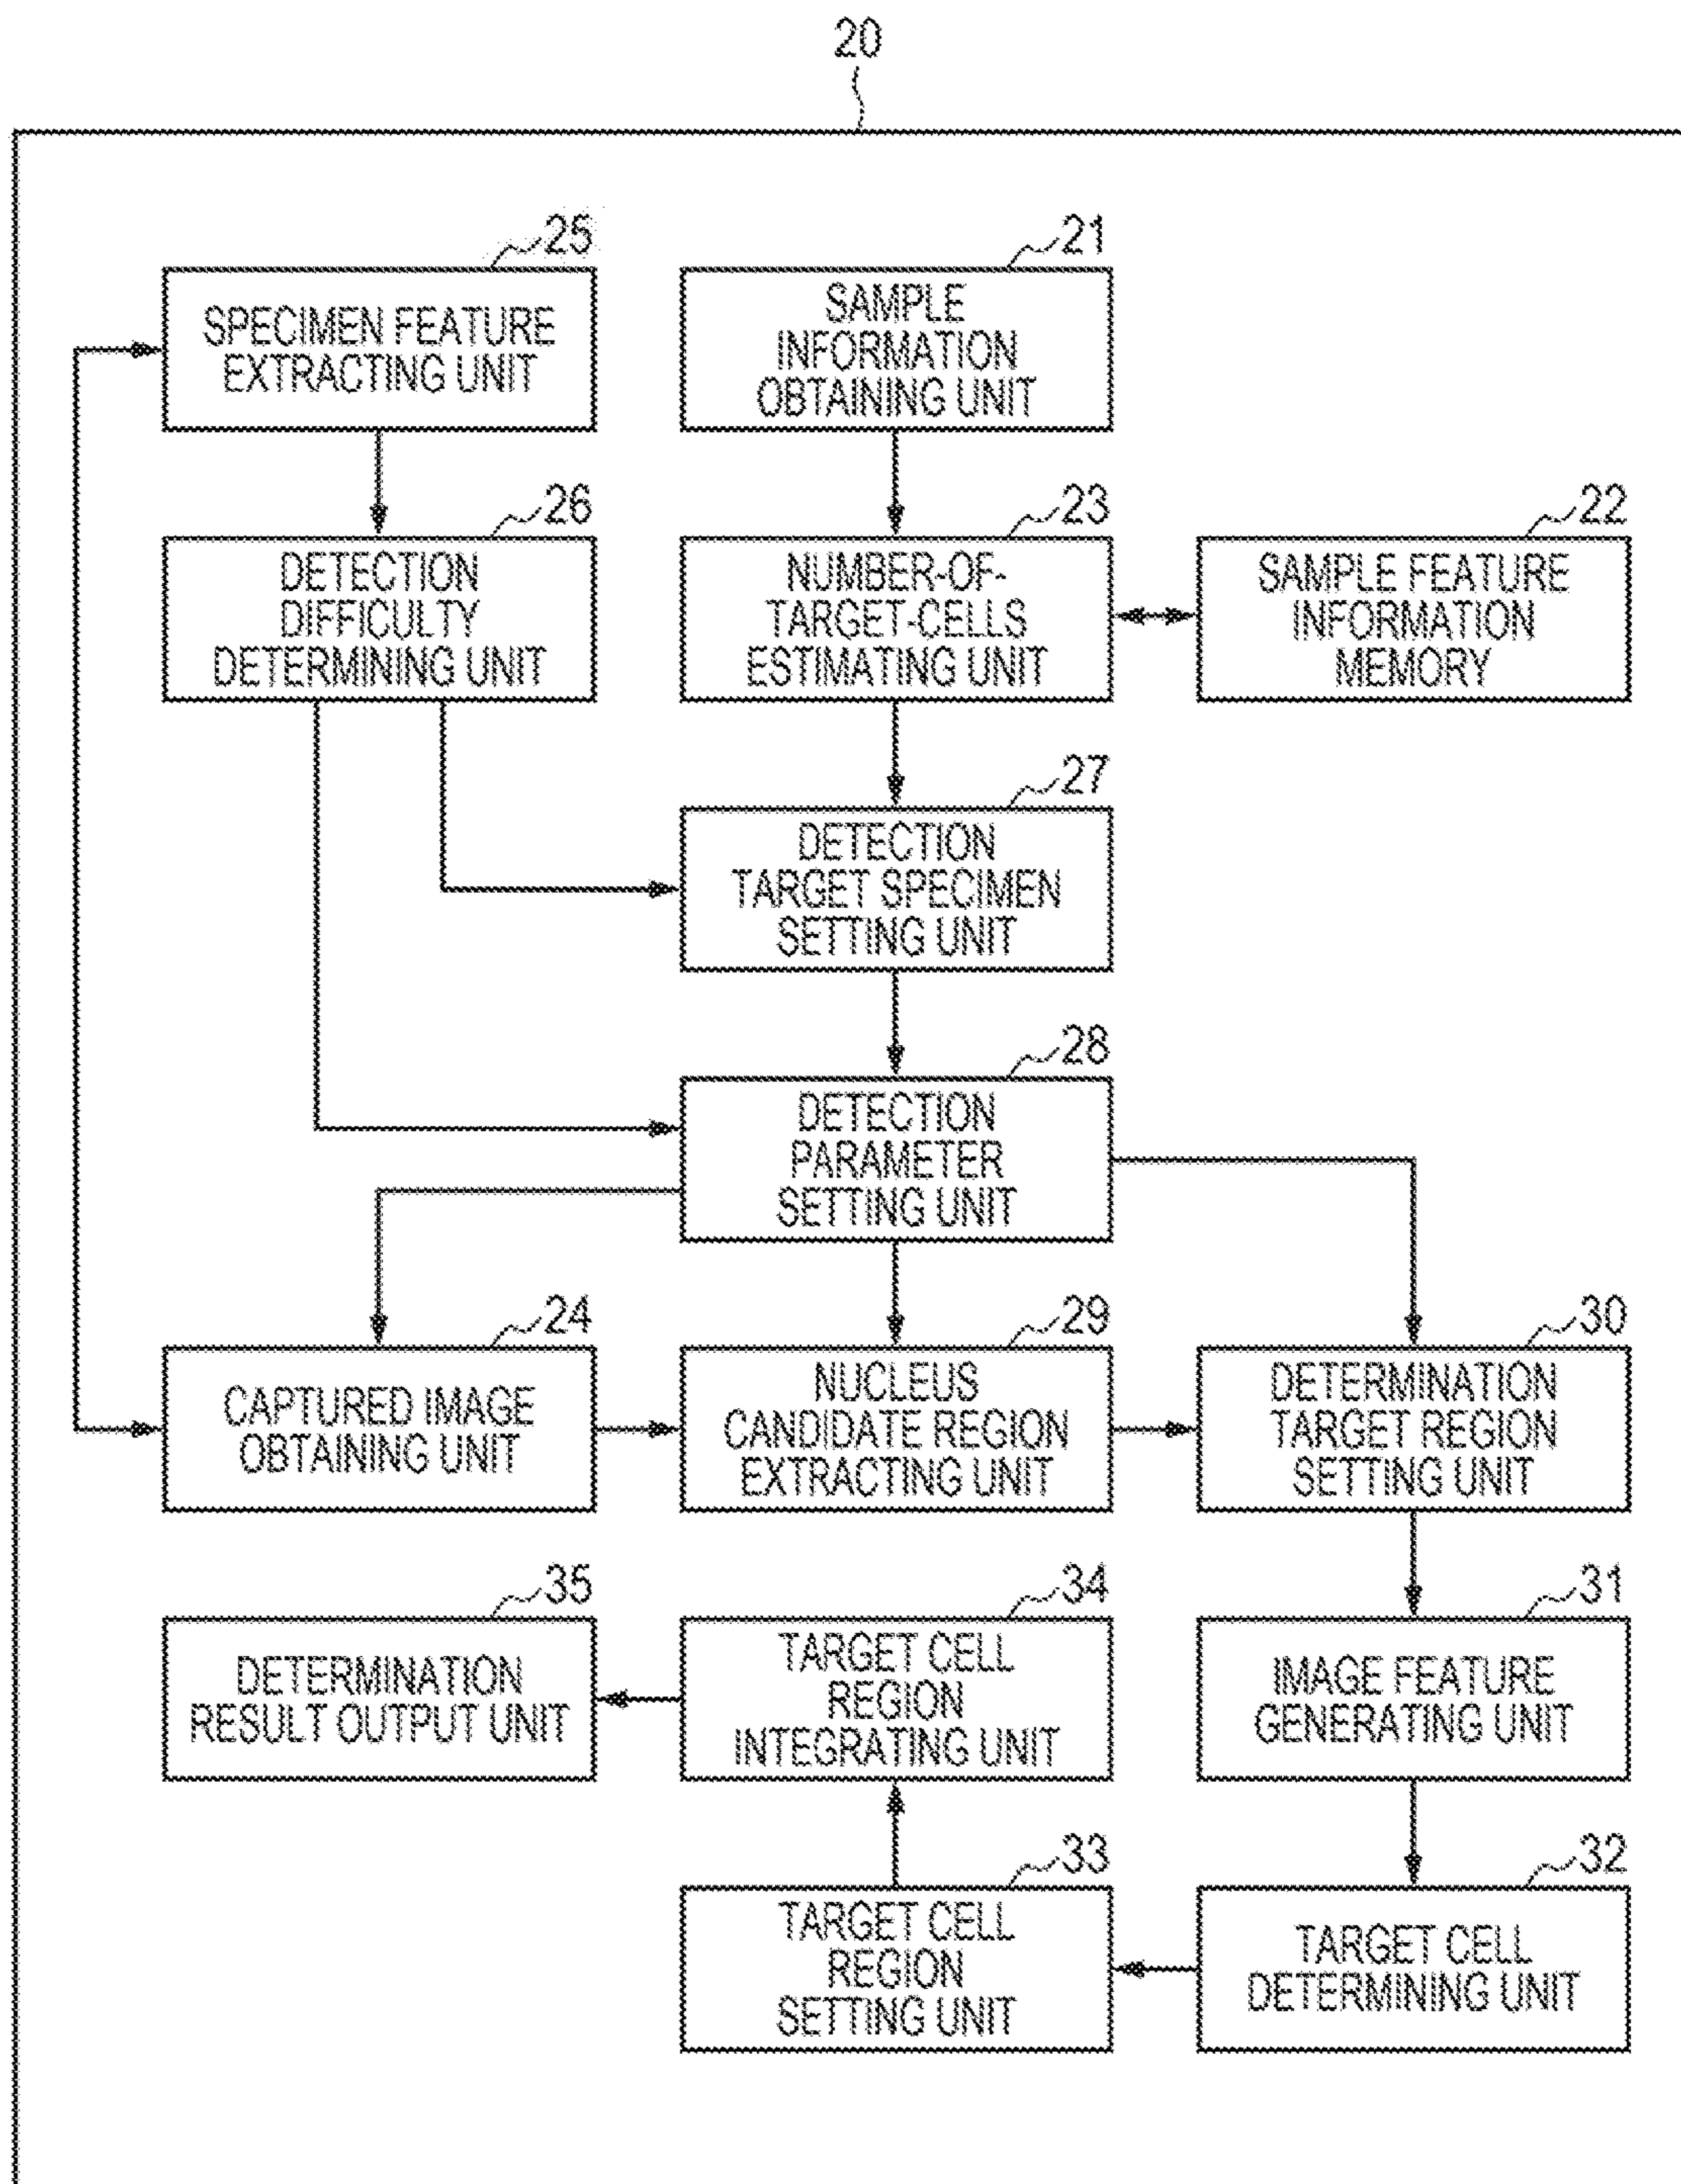 20
25
SPECIMEN FEATURE
EXTRACTING UNIT
21
SAMPLE
INFORMATION
OBTAINING UNIT
26
DETECTION
DIFFICULTY
DETERMINING UNIT
23
NUMBER-OF-
TARGET-CELLS
ESTIMATING UNIT
22
SAMPLE FEATURE
INFORMATION
MEMORY
27
DETECTION
TARGET SPECIMEN
SETTING UNIT
28
DETECTION
PARAMETER
SETTING UNIT
24
CAPTURED IMAGE
OBTAINING UNIT
29
NUCLEUS
CANDIDATE REGION
EXTRACTING UNIT
30
DETERMINATION
TARGET REGION
SETTING UNIT
35
DETERMINATION
RESULT OUTPUT UNIT
34
TARGET CELL
REGION
INTEGRATING UNIT
31
IMAGE FEATURE
GENERATING UNIT
33
TARGET CELL
REGION
SETTING UNIT
32
TARGET CELL
DETERMINING UNIT